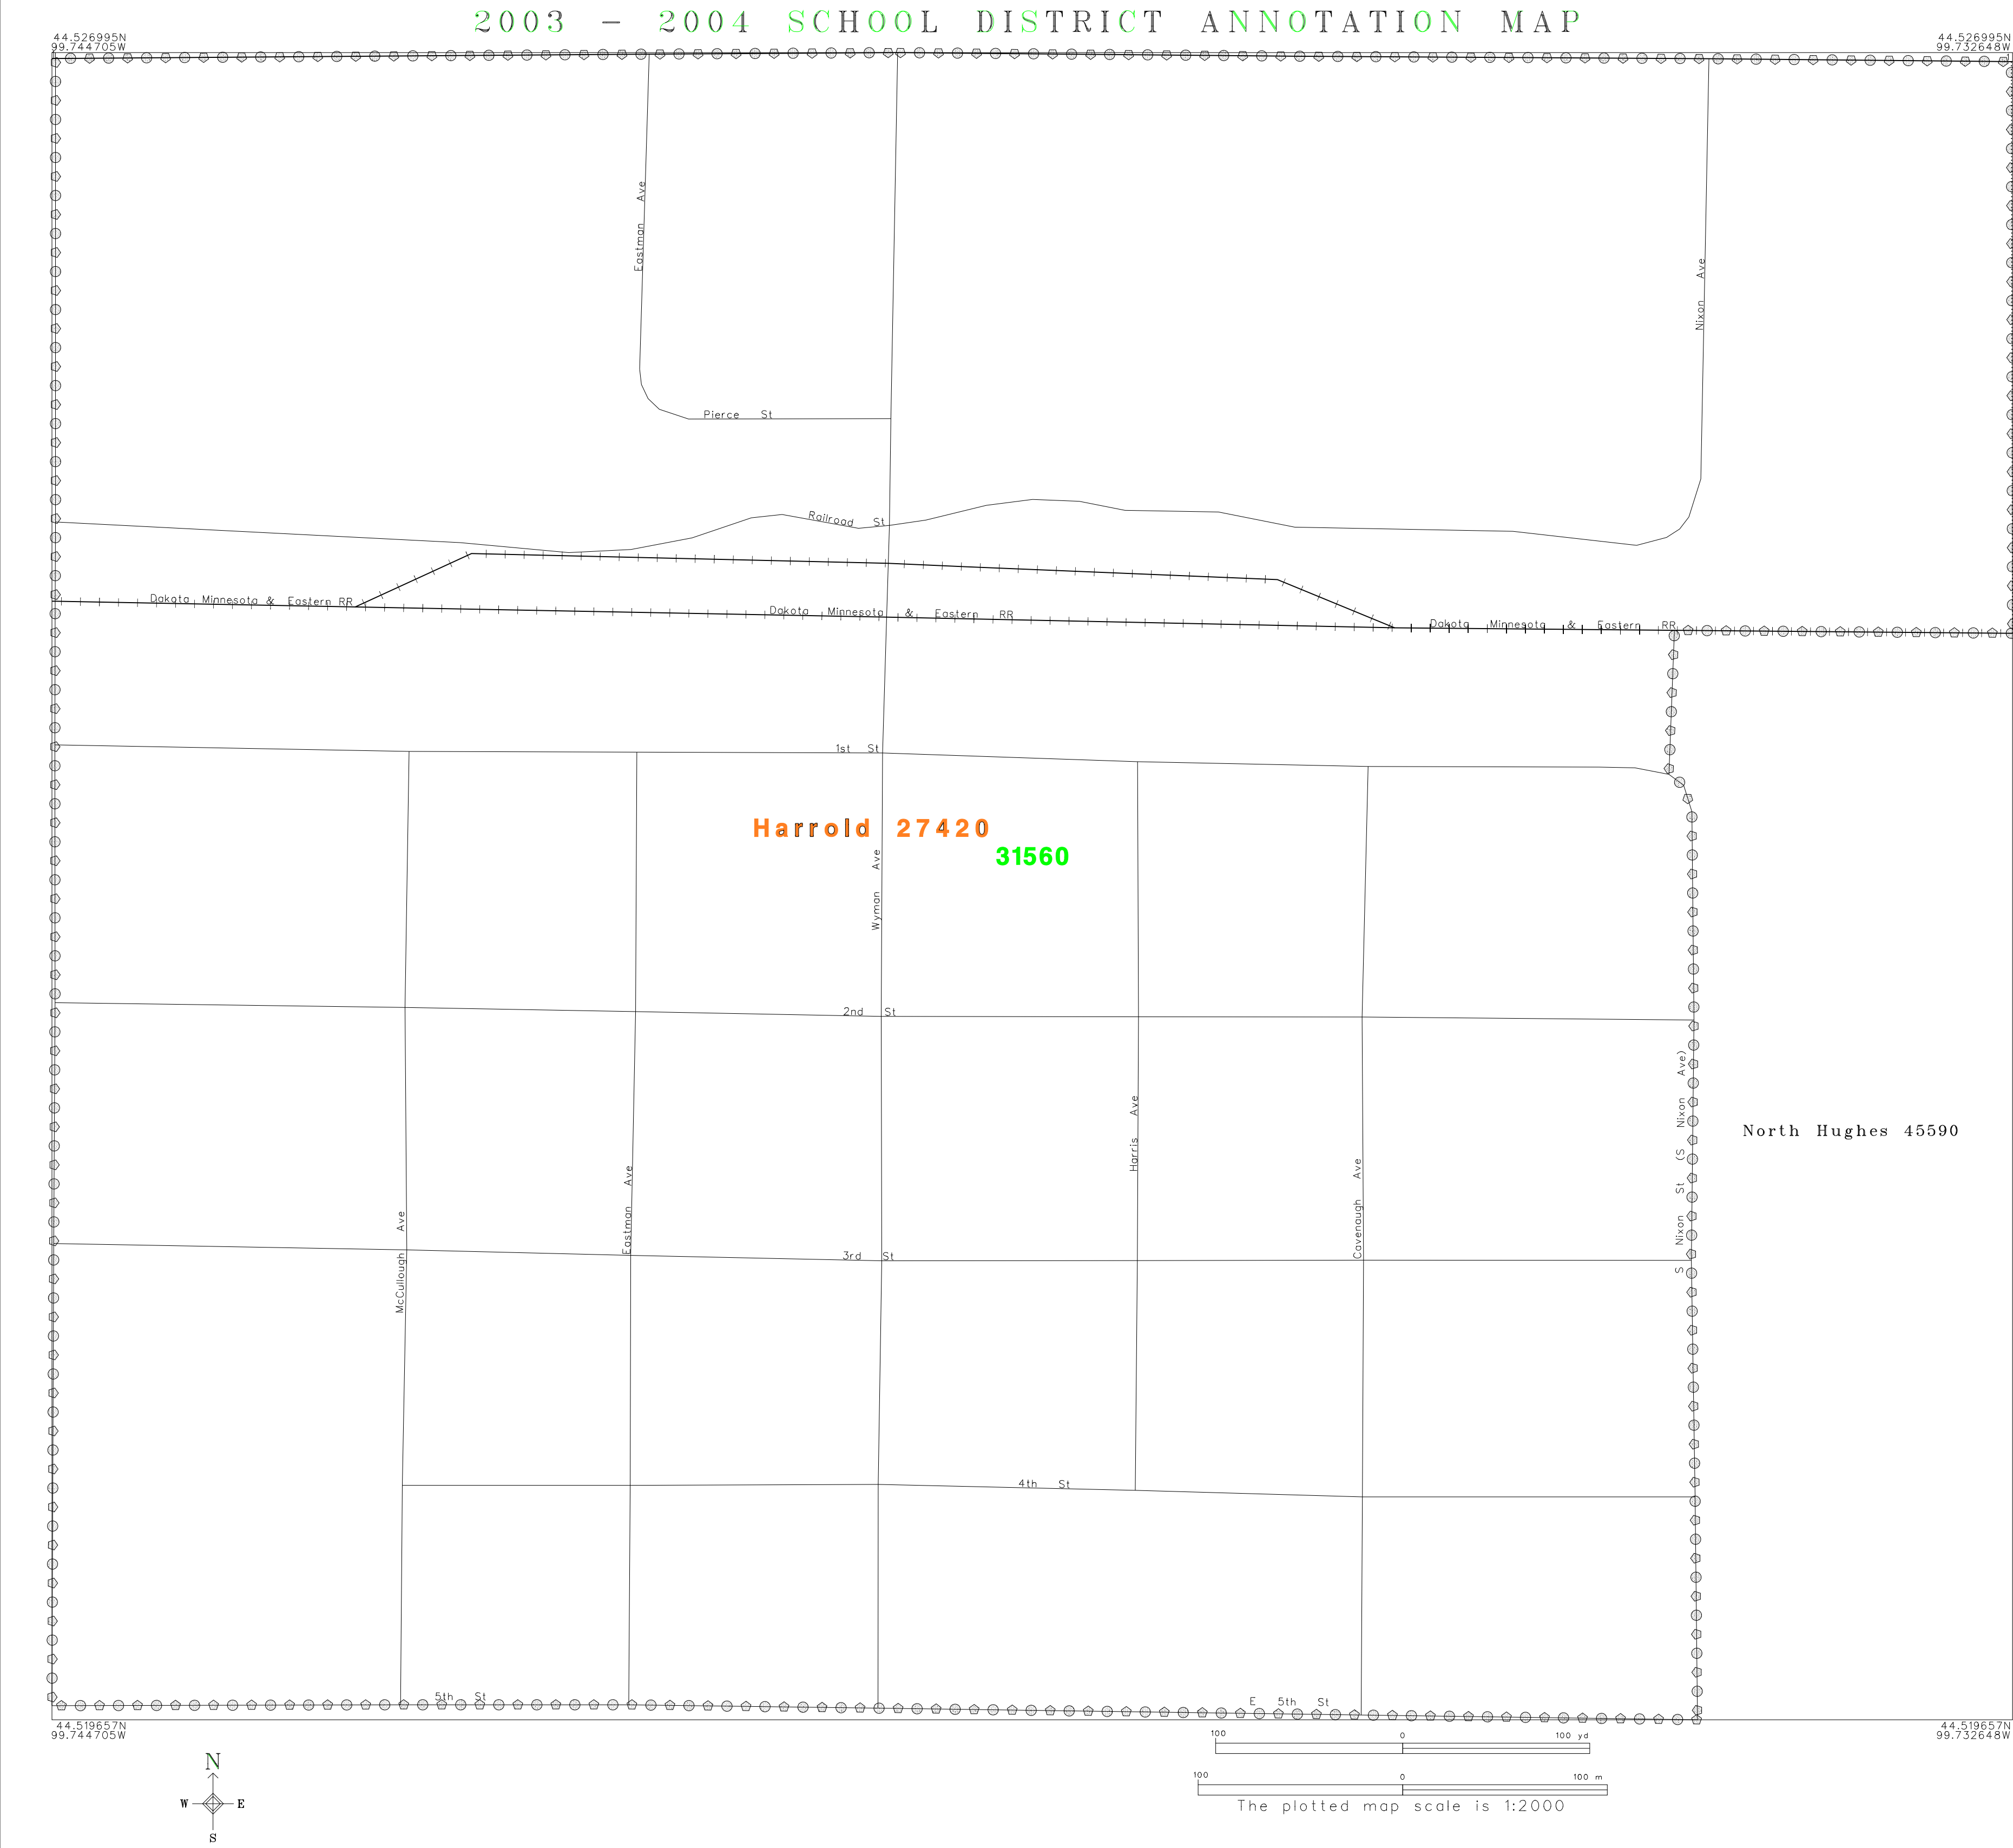 2003 - 2004 SCHOOL DISTRICT ANNOTATION MAP
44.526995N
99.744705W
44.526995N
99.732648W
Eastman Ave
Nixon Ave
Pierce St
Railroad St
Dakota Minnesota & Eastern RR
Dakota Minnesota & Eastern RR
Dakota Minnesota & Eastern RR
1st St
Harrold 27420
31560
Wyman Ave
2nd St
S Nixon St (S Nixon Ave)
North Hughes 45590
Harris Ave
Eastman Ave
Cavenaugh Ave
McCullough Ave
3rd St
4th St
5th St
E 5th St
44.519657N
99.744705W
44.519657N
99.732648W
100 0 100 yd
100 0 100 m
The plotted map scale is 1:2000
N
W E
S